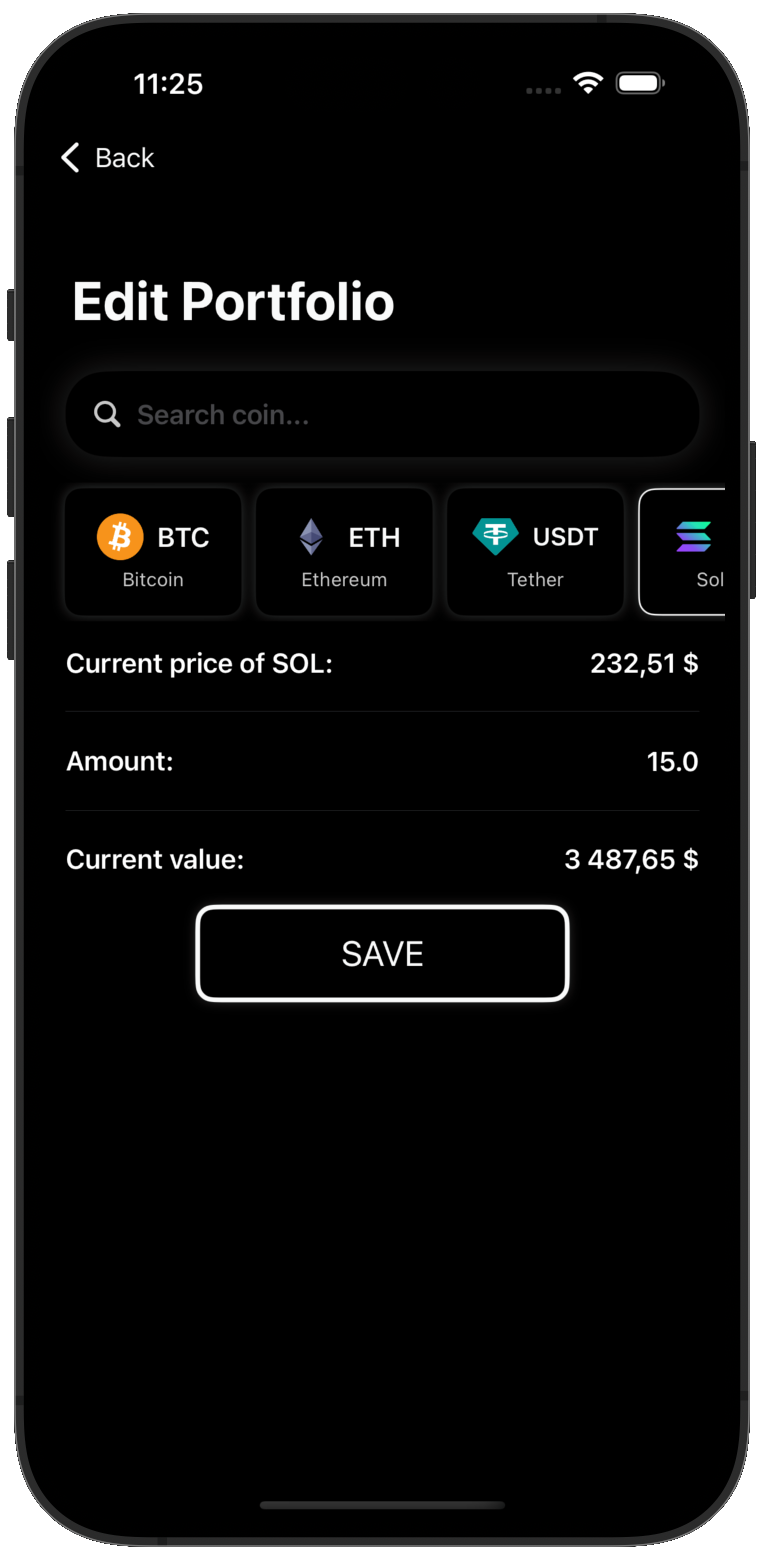 11:25
Back
Edit Portfolio
Search coin...
BTC ETH USDT
Bitcoin Ethereum Tether Sol
Current price of SOL: 232,51 $
Amount: 15.0
Current value: 3 487,65 $
SAVE